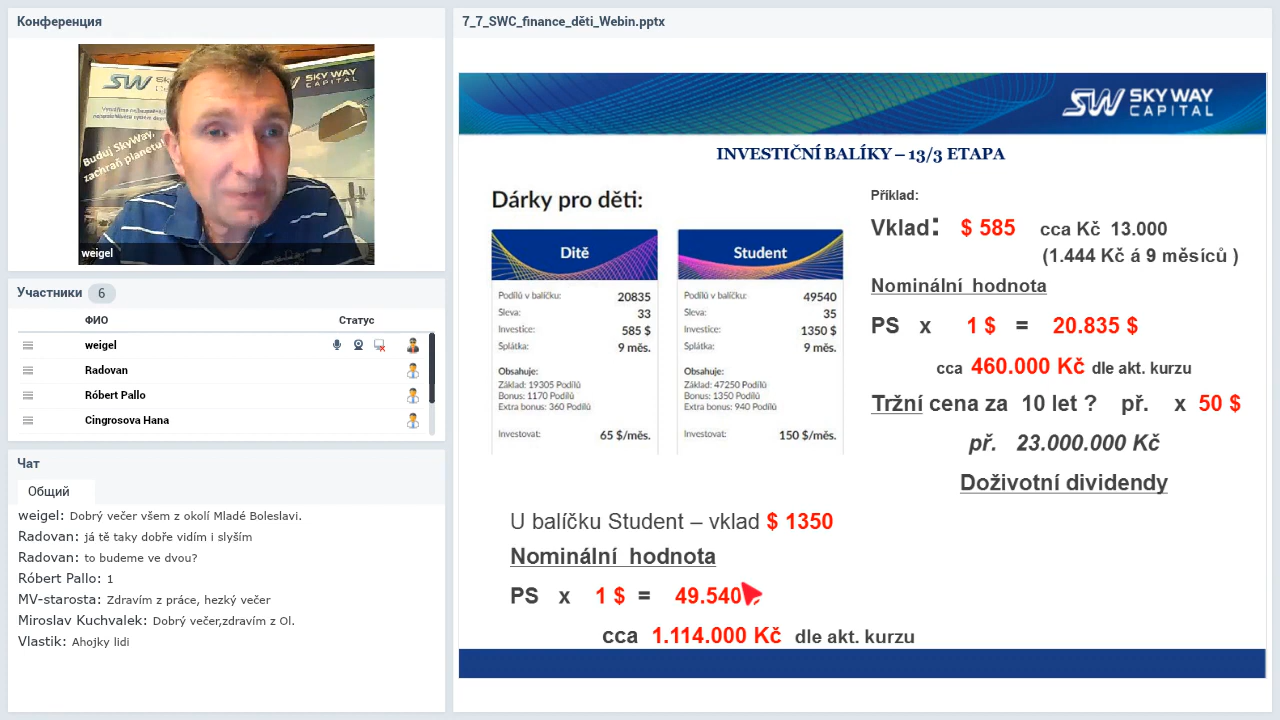 Конференция
SW SKY WAY CAPITAL
Buduj SkyWay,
zachraň planetu!
weigel
Участники 6
ФИО Статус
weigel
Radovan
Róbert Pallo
Cingrosova Hana
Чат
Общий
weigel: Dobrý večer všem z okolí Mladé Boleslavi.
Radovan: já tě taky dobře vidím i slyším
Radovan: to budeme ve dvou?
Róbert Pallo: 1
MV-starosta: Zdravím z práce, hezký večer
Miroslav Kuchvalek: Dobrý večer,zdravím z Ol.
Vlastik: Ahojky lidi
7_7_SWC_finance_děti_Webin.pptx
SW SKY WAY
CAPITAL
INVESTIČNÍ BALÍKY – 13/3 ETAPA
Dárky pro děti:
Dítě
Podílů v balíčku: 20835
Sleva: 33
Investice: 585 $
Splátka: 9 měs.
Obsahuje:
Základ: 19305 Podílů
Bonus: 1170 Podílů
Extra bonus: 360 Podílů
Investovat: 65 $/měs.
Student
Podílů v balíčku: 49540
Sleva: 35
Investice: 1350 $
Splátka: 9 měs.
Obsahuje:
Základ: 47250 Podílů
Bonus: 1350 Podílů
Extra bonus: 940 Podílů
Investovat: 150 $/měs.
Příklad:
Vklad: $ 585 cca Kč 13.000
(1.444 Kč á 9 měsíců )
Nominální hodnota
PS x 1 $ = 20.835 $
cca 460.000 Kč dle akt. kurzu
Tržní cena za 10 let ? př. x 50 $
př. 23.000.000 Kč
Doživotní dividendy
U balíčku Student – vklad $ 1350
Nominální hodnota
PS x 1 $ = 49.540
cca 1.114.000 Kč dle akt. kurzu